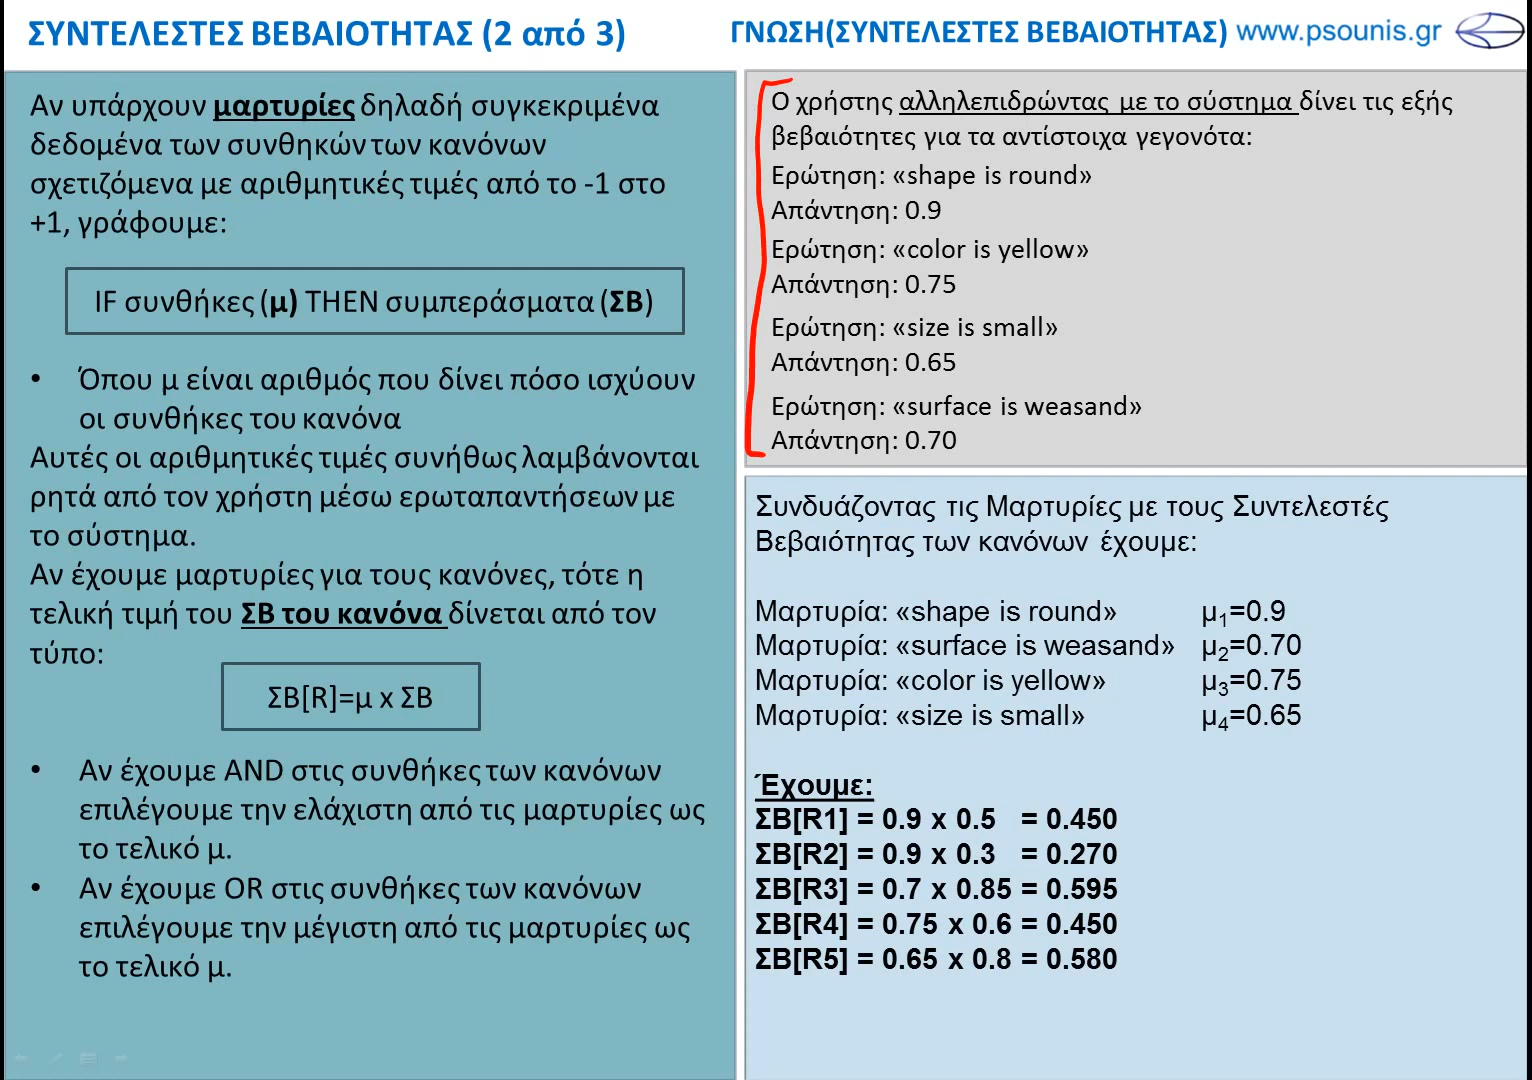 ΣΥΝΤΕΛΕΣΤΕΣ ΒΕΒΑΙΟΤΗΤΑΣ (2 από 3)
ΓΝΩΣΗ(ΣΥΝΤΕΛΕΣΤΕΣ ΒΕΒΑΙΟΤΗΤΑΣ) www.psounis.gr
Αν υπάρχουν μαρτυρίες δηλαδή συγκεκριμένα
δεδομένα των συνθηκών των κανόνων
σχετιζόμενα με αριθμητικές τιμές από το -1 στο
+1, γράφουμε:
IF συνθήκες (μ) THEN συμπεράσματα (ΣΒ)
• Όπου μ είναι αριθμός που δίνει πόσο ισχύουν
οι συνθήκες του κανόνα
Αυτές οι αριθμητικές τιμές συνήθως λαμβάνονται
ρητά από τον χρήστη μέσω ερωταπαντήσεων με
το σύστημα.
Αν έχουμε μαρτυρίες για τους κανόνες, τότε η
τελική τιμή του ΣΒ του κανόνα δίνεται από τον
τύπο:
ΣΒ[R]=μ x ΣΒ
• Αν έχουμε AND στις συνθήκες των κανόνων
επιλέγουμε την ελάχιστη από τις μαρτυρίες ως
το τελικό μ.
• Αν έχουμε OR στις συνθήκες των κανόνων
επιλέγουμε την μέγιστη από τις μαρτυρίες ως
το τελικό μ.
Ο χρήστης αλληλεπιδρώντας με το σύστημα δίνει τις εξής
βεβαιότητες για τα αντίστοιχα γεγονότα:
Ερώτηση: «shape is round»
Απάντηση: 0.9
Ερώτηση: «color is yellow»
Απάντηση: 0.75
Ερώτηση: «size is small»
Απάντηση: 0.65
Ερώτηση: «surface is weasand»
Απάντηση: 0.70
Συνδυάζοντας τις Μαρτυρίες με τους Συντελεστές
Βεβαιότητας των κανόνων έχουμε:
Μαρτυρία: «shape is round» μ₁=0.9
Μαρτυρία: «surface is weasand» μ₂=0.70
Μαρτυρία: «color is yellow» μ₃=0.75
Μαρτυρία: «size is small» μ₄=0.65
Έχουμε:
ΣΒ[R1] = 0.9 x 0.5 = 0.450
ΣΒ[R2] = 0.9 x 0.3 = 0.270
ΣΒ[R3] = 0.7 x 0.85 = 0.595
ΣΒ[R4] = 0.75 x 0.6 = 0.450
ΣΒ[R5] = 0.65 x 0.8 = 0.580